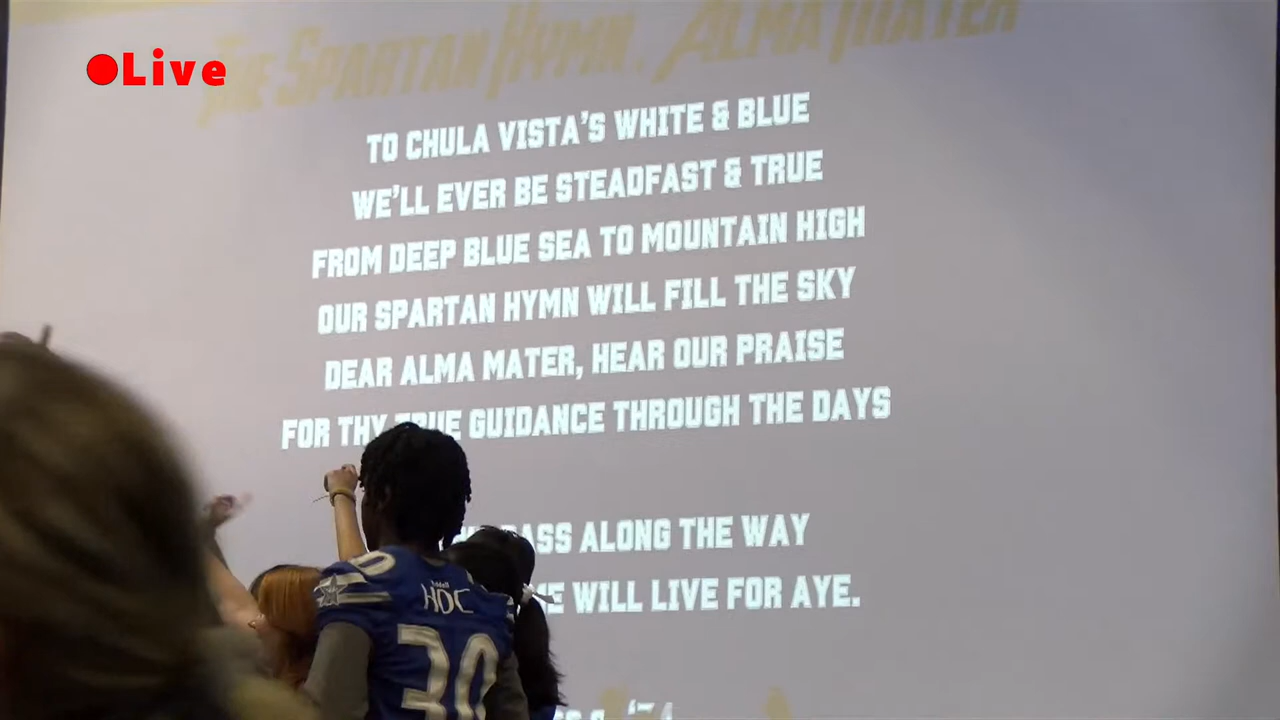 Live
THE SPARTAN HYMN, ALMA MATER
TO CHULA VISTA'S WHITE & BLUE
WE'LL EVER BE STEADFAST & TRUE
FROM DEEP BLUE SEA TO MOUNTAIN HIGH
OUR SPARTAN HYMN WILL FILL THE SKY
DEAR ALMA MATER, HEAR OUR PRAISE
FOR THY TRUE GUIDANCE THROUGH THE DAYS
PASS ALONG THE WAY
WILL LIVE FOR AYE.
HDC
30